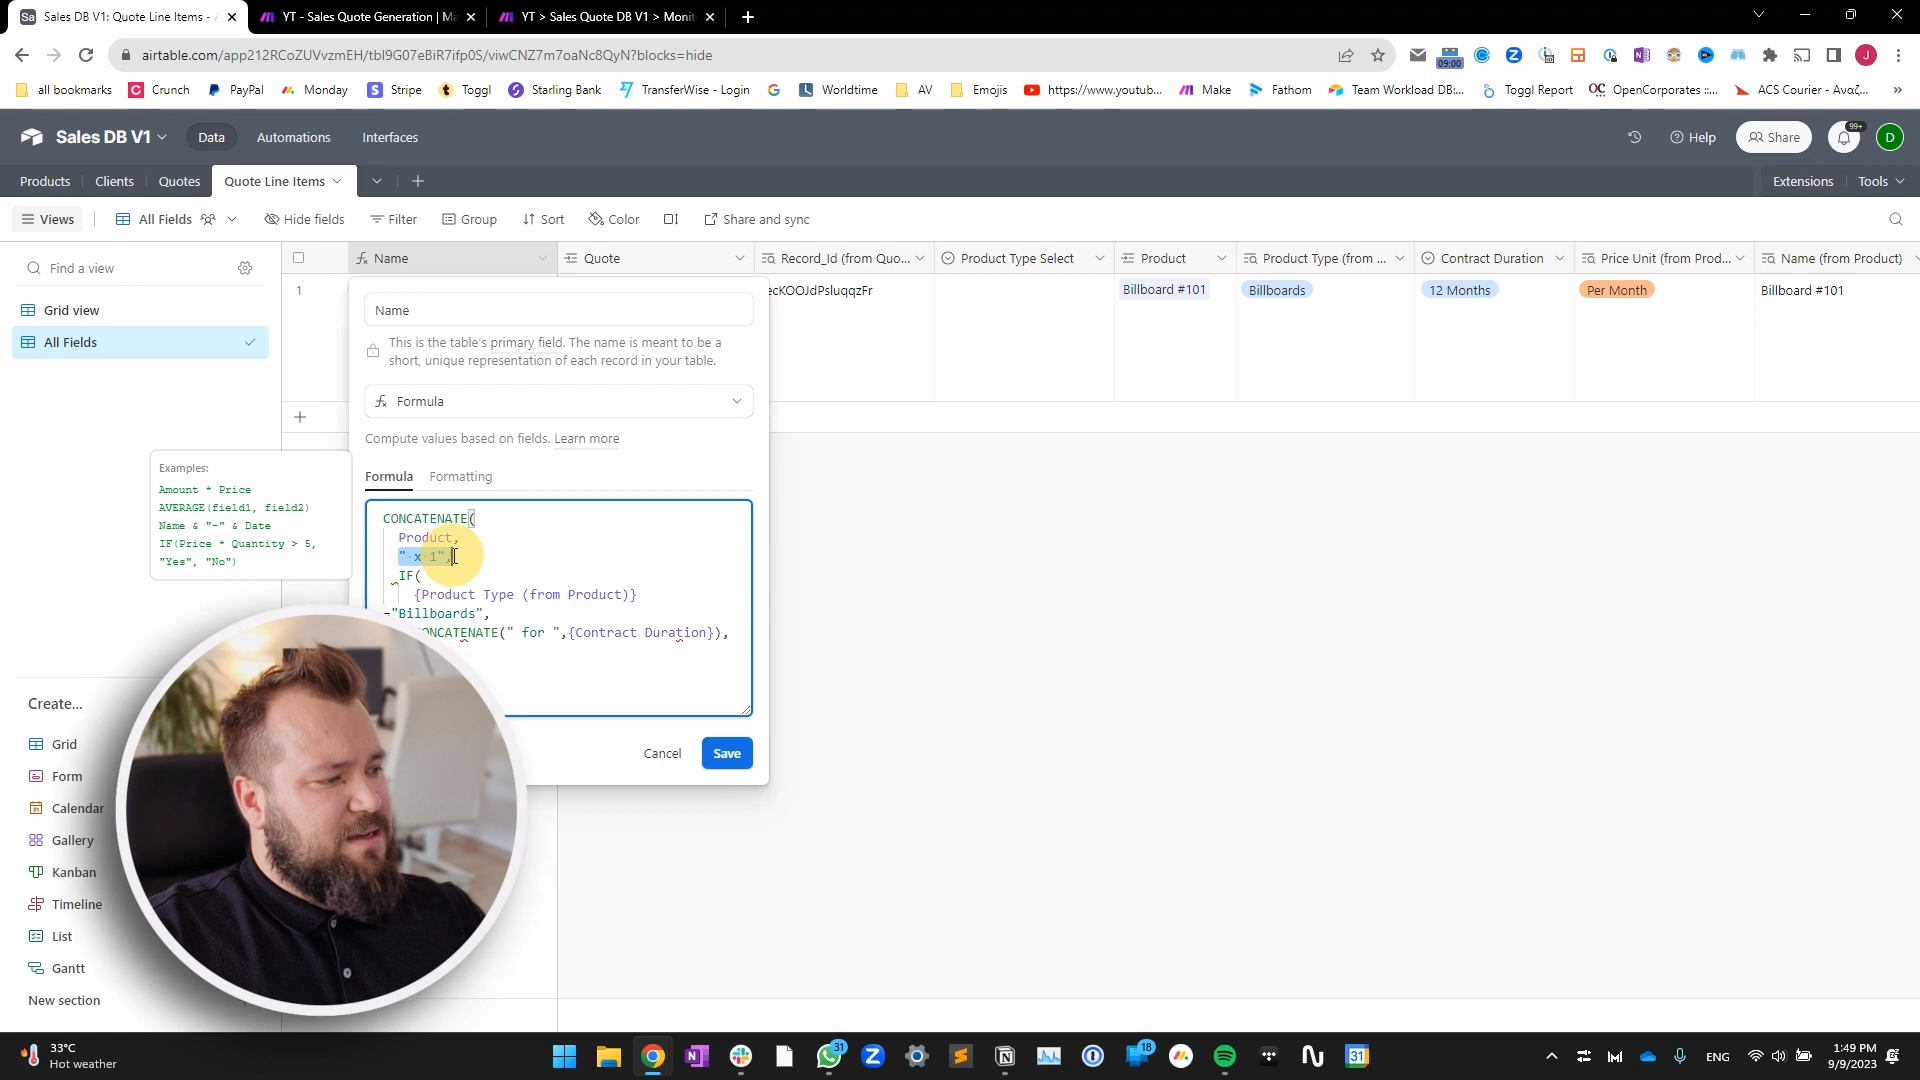 Sales DB V1: Quote Line Items -
YT - Sales Quote Generation | Ma
YT > Sales Quote DB V1 > Monit
airtable.com/app212RCoZUVvzmEH/tbl9G07eBiR7ifp0S/viwCNZ7m7oaNc8QyN?blocks=hide
09:00
J
all bookmarks
Crunch
PayPal
Monday
Stripe
Toggl
Starling Bank
TransferWise - Login
Worldtime
AV
Emojis
https://www.youtub...
Make
Fathom
Team Workload DB:...
Toggl Report
OpenCorporates ::...
ACS Courier - Αναζ...
Sales DB V1
Data
Automations
Interfaces
Help
Share
99+
D
Products
Clients
Quotes
Quote Line Items
Extensions
Tools
Views
All Fields
Hide fields
Filter
Group
Sort
Color
Share and sync
Find a view
Name
Quote
Record_Id (from Quo...
Product Type Select
Product
Product Type (from ...
Contract Duration
Price Unit (from Prod...
Name (from Product)
1
ecKOOJdPsluqqzFr
Billboard #101
Billboards
12 Months
Per Month
Billboard #101
Grid view
All Fields
Name
This is the table's primary field. The name is meant to be a
short, unique representation of each record in your table.
Formula
Compute values based on fields. Learn more
Formula
Formatting
Examples:
Amount * Price
AVERAGE(field1, field2)
Name & "-" & Date
IF(Price * Quantity > 5,
"Yes", "No")
CONCATENATE(
Product,
" x 1",
IF(
{Product Type (from Product)}
="Billboards",
CONCATENATE(" for ",{Contract Duration}),
Cancel
Save
Create...
Grid
Form
Calendar
Gallery
Kanban
Timeline
List
Gantt
New section
33°C
Hot weather
31
18
31
ENG
1:49 PM
9/9/2023